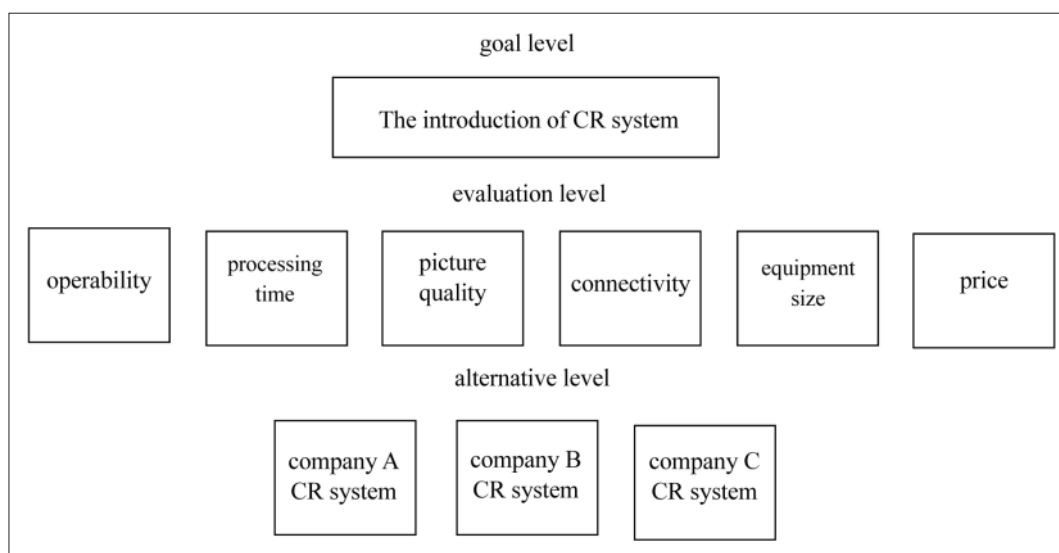 goal level
The introduction of CR system
evaluation level
operability
processing
time
picture
quality
connectivity
equipment
size
price
alternative level
company A
CR system
company B
CR system
company C
CR system